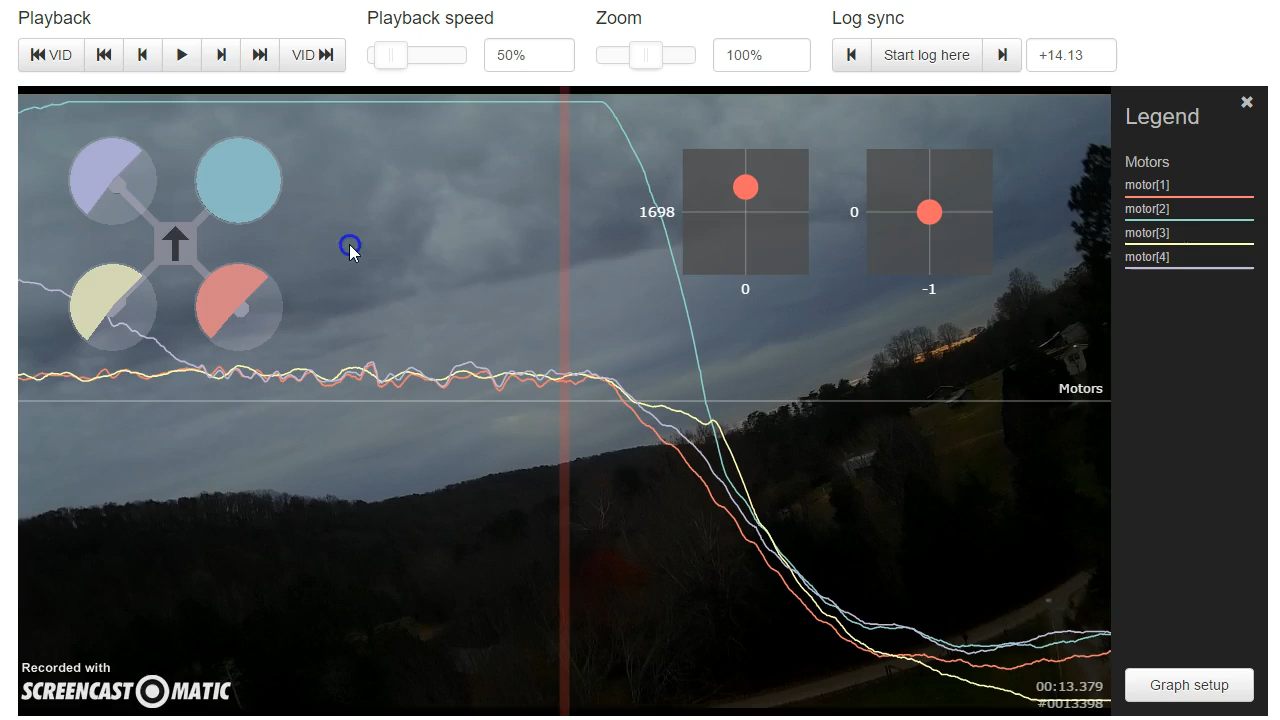 Playback
Playback speed
Zoom
Log sync
VID
VID
50%
100%
Start log here
+14.13
Legend
Motors
motor[1]
motor[2]
motor[3]
motor[4]
1698
0
0
-1
Motors
Recorded with
SCREENCAST-O-MATIC
00:13.379
#0013398
Graph setup